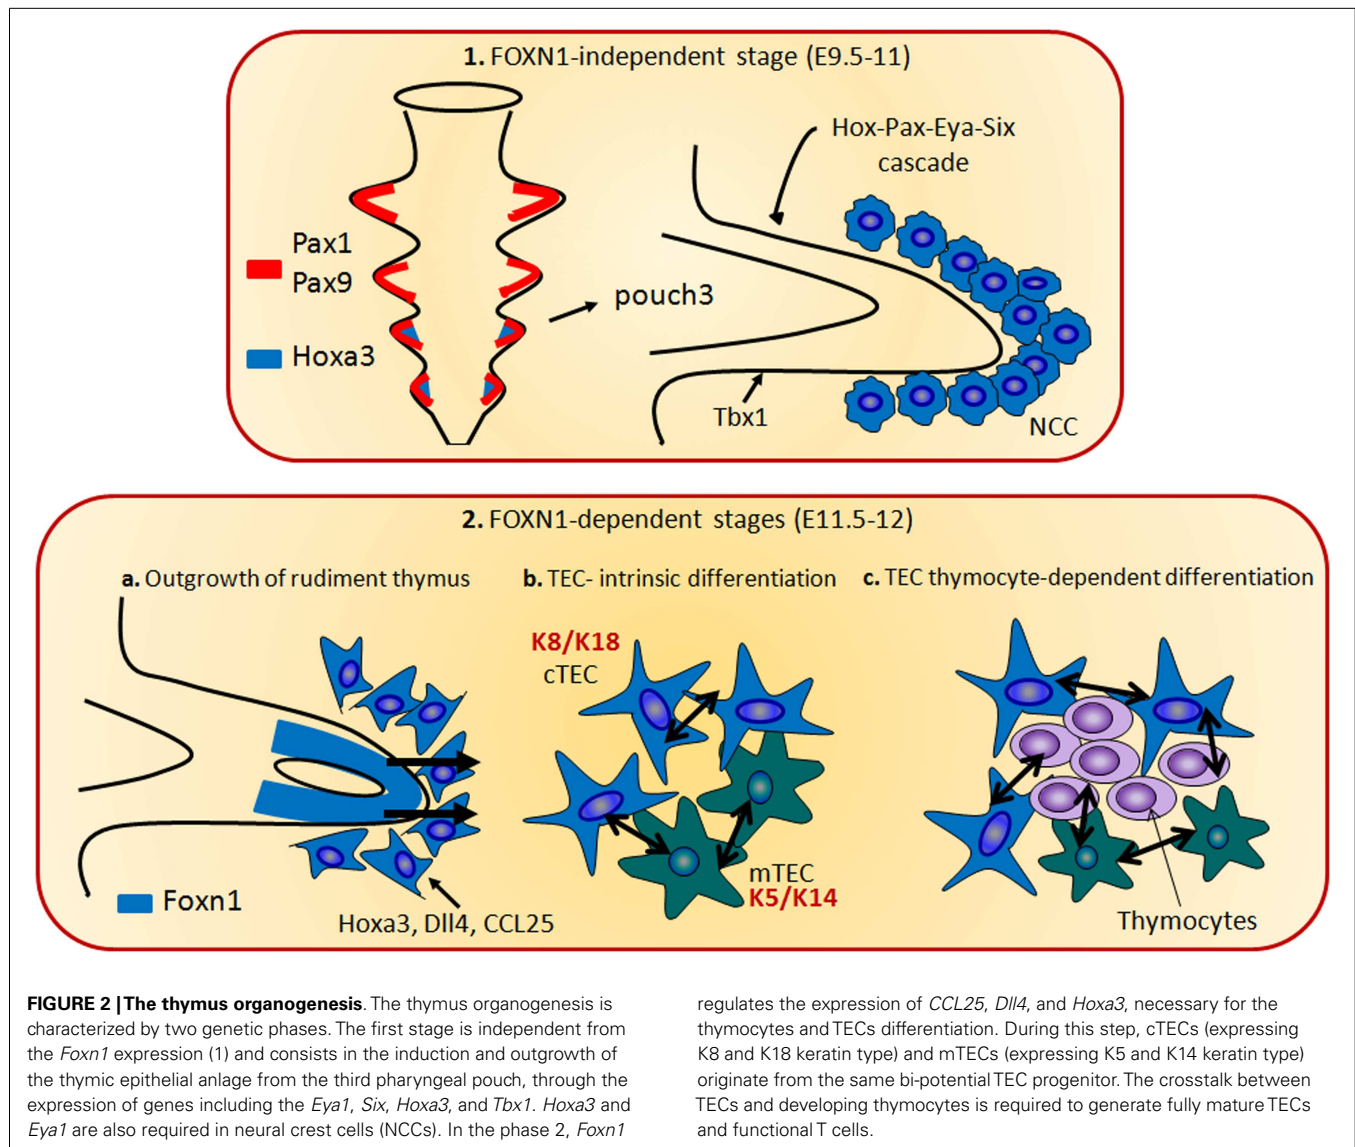 1. FOXN1-independent stage (E9.5-11)
Hox-Pax-Eya-Six
cascade
Pax1
Pax9
Hoxa3
pouch3
Tbx1
NCC
2. FOXN1-dependent stages (E11.5-12)
a. Outgrowth of rudiment thymus
b. TEC- intrinsic differentiation
c. TEC thymocyte-dependent differentiation
K8/K18
cTEC
mTEC
K5/K14
Foxn1
Hoxa3, Dll4, CCL25
Thymocytes
FIGURE 2 | The thymus organogenesis. The thymus organogenesis is
characterized by two genetic phases. The first stage is independent from
the Foxn1 expression (1) and consists in the induction and outgrowth of
the thymic epithelial anlage from the third pharyngeal pouch, through the
expression of genes including the Eya1, Six, Hoxa3, and Tbx1. Hoxa3 and
Eya1 are also required in neural crest cells (NCCs). In the phase 2, Foxn1
regulates the expression of CCL25, Dll4, and Hoxa3, necessary for the
thymocytes and TECs differentiation. During this step, cTECs (expressing
K8 and K18 keratin type) and mTECs (expressing K5 and K14 keratin type)
originate from the same bi-potential TEC progenitor. The crosstalk between
TECs and developing thymocytes is required to generate fully mature TECs
and functional T cells.